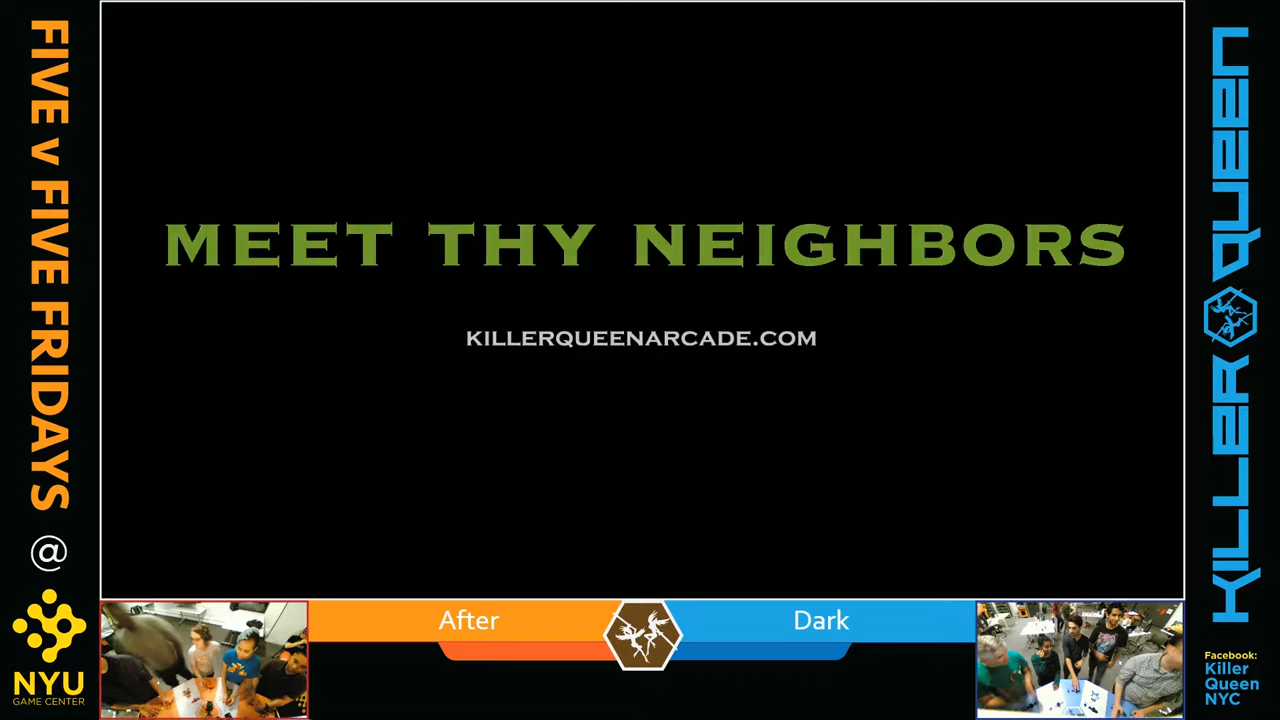 FIVE v FIVE FRIDAYS @
NYU
GAME CENTER
MEET THY NEIGHBORS
KILLERQUEENARCADE.COM
After
Dark
KILLER QUEEN
Facebook:
Killer
Queen
NYC